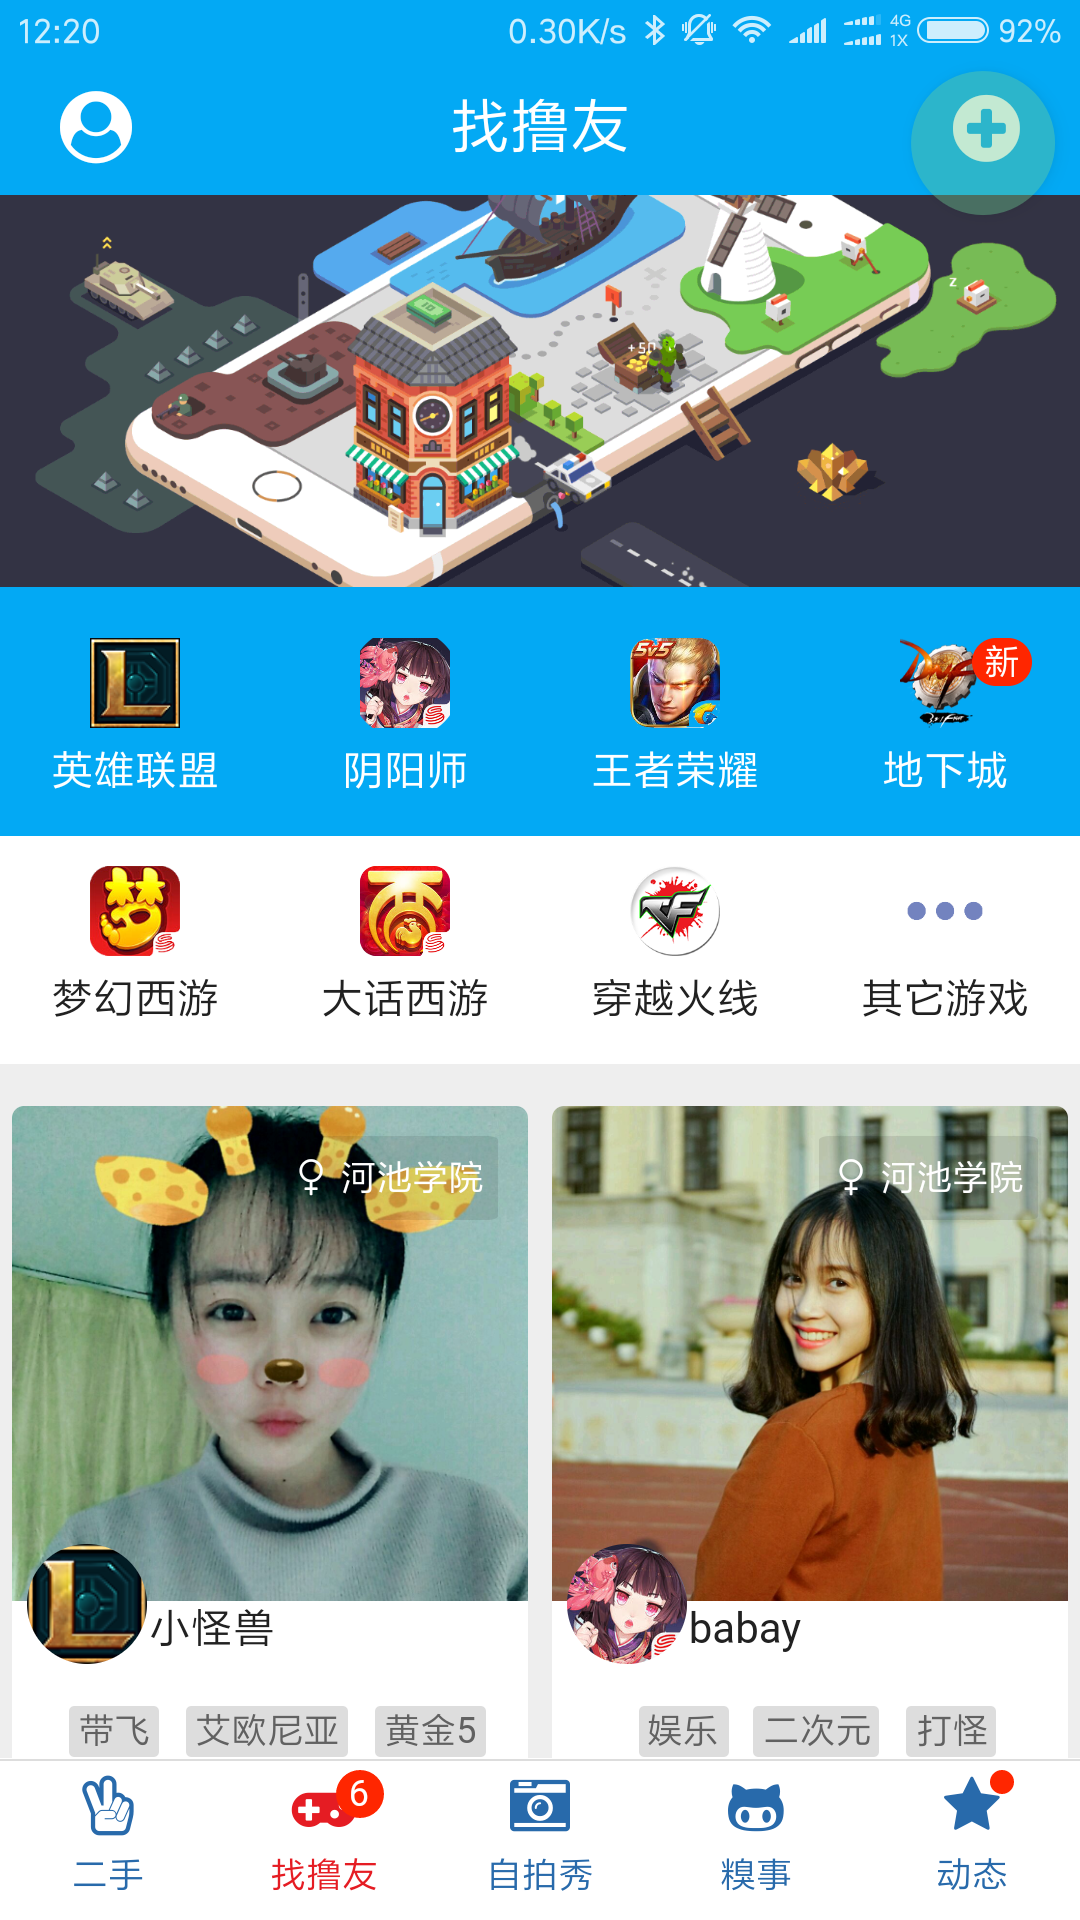 12:20 0.30K/s 4G 1X 92%
找撸友
+50
z
英雄联盟 阴阳师 王者荣耀 地下城
新
5v5
梦幻西游 大话西游 穿越火线 其它游戏
♀ 河池学院 ♀ 河池学院
小怪兽 babay
带飞 艾欧尼亚 黄金5 娱乐 二次元 打怪
6
二手 找撸友 自拍秀 糗事 动态